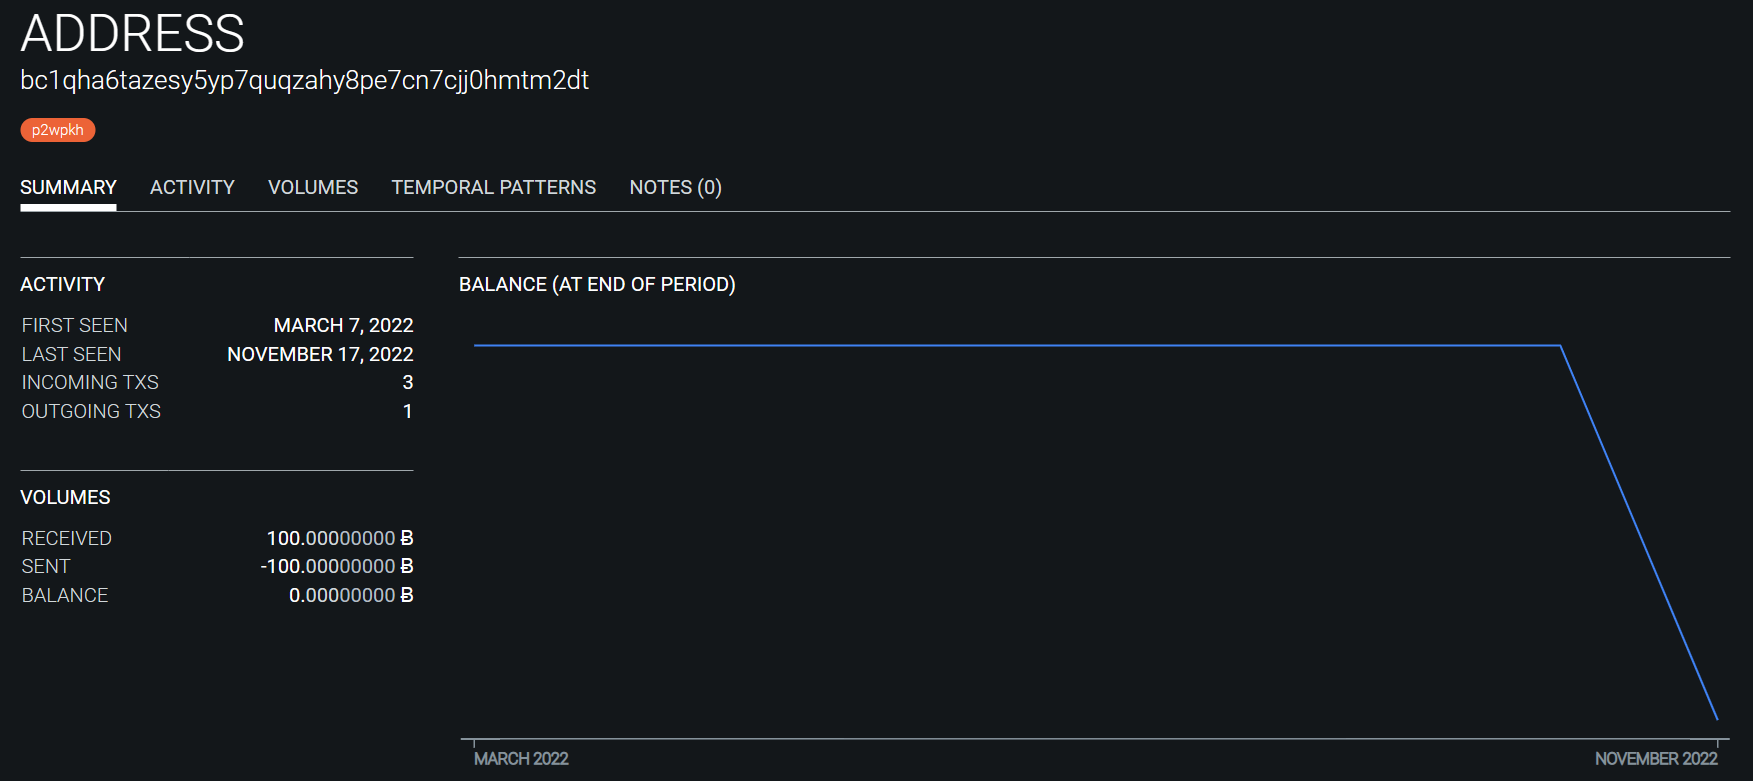 ADDRESS
bc1qha6tazesy5yp7quqzahy8pe7cn7cjj0hmtm2dt
p2wpkh
SUMMARY ACTIVITY VOLUMES TEMPORAL PATTERNS NOTES (0)
ACTIVITY
FIRST SEEN MARCH 7, 2022
LAST SEEN NOVEMBER 17, 2022
INCOMING TXS 3
OUTGOING TXS 1
VOLUMES
RECEIVED 100.00000000 Ƀ
SENT -100.00000000 Ƀ
BALANCE 0.00000000 Ƀ
BALANCE (AT END OF PERIOD)
MARCH 2022 NOVEMBER 2022